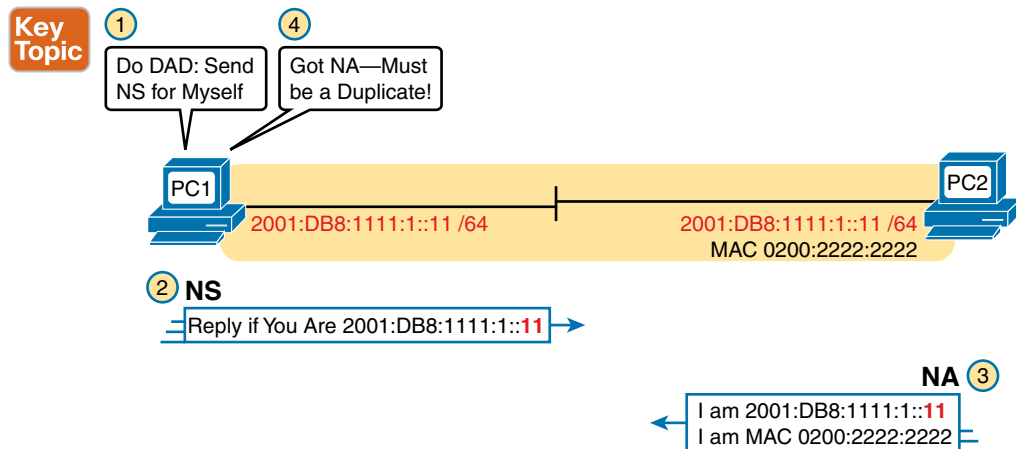 Key
Topic
1
Do DAD: Send
NS for Myself
4
Got NA—Must
be a Duplicate!
PC1
2001:DB8:1111:1::11 /64
PC2
2001:DB8:1111:1::11 /64
MAC 0200:2222:2222
2 NS
Reply if You Are 2001:DB8:1111:1::11
NA 3
I am 2001:DB8:1111:1::11
I am MAC 0200:2222:2222